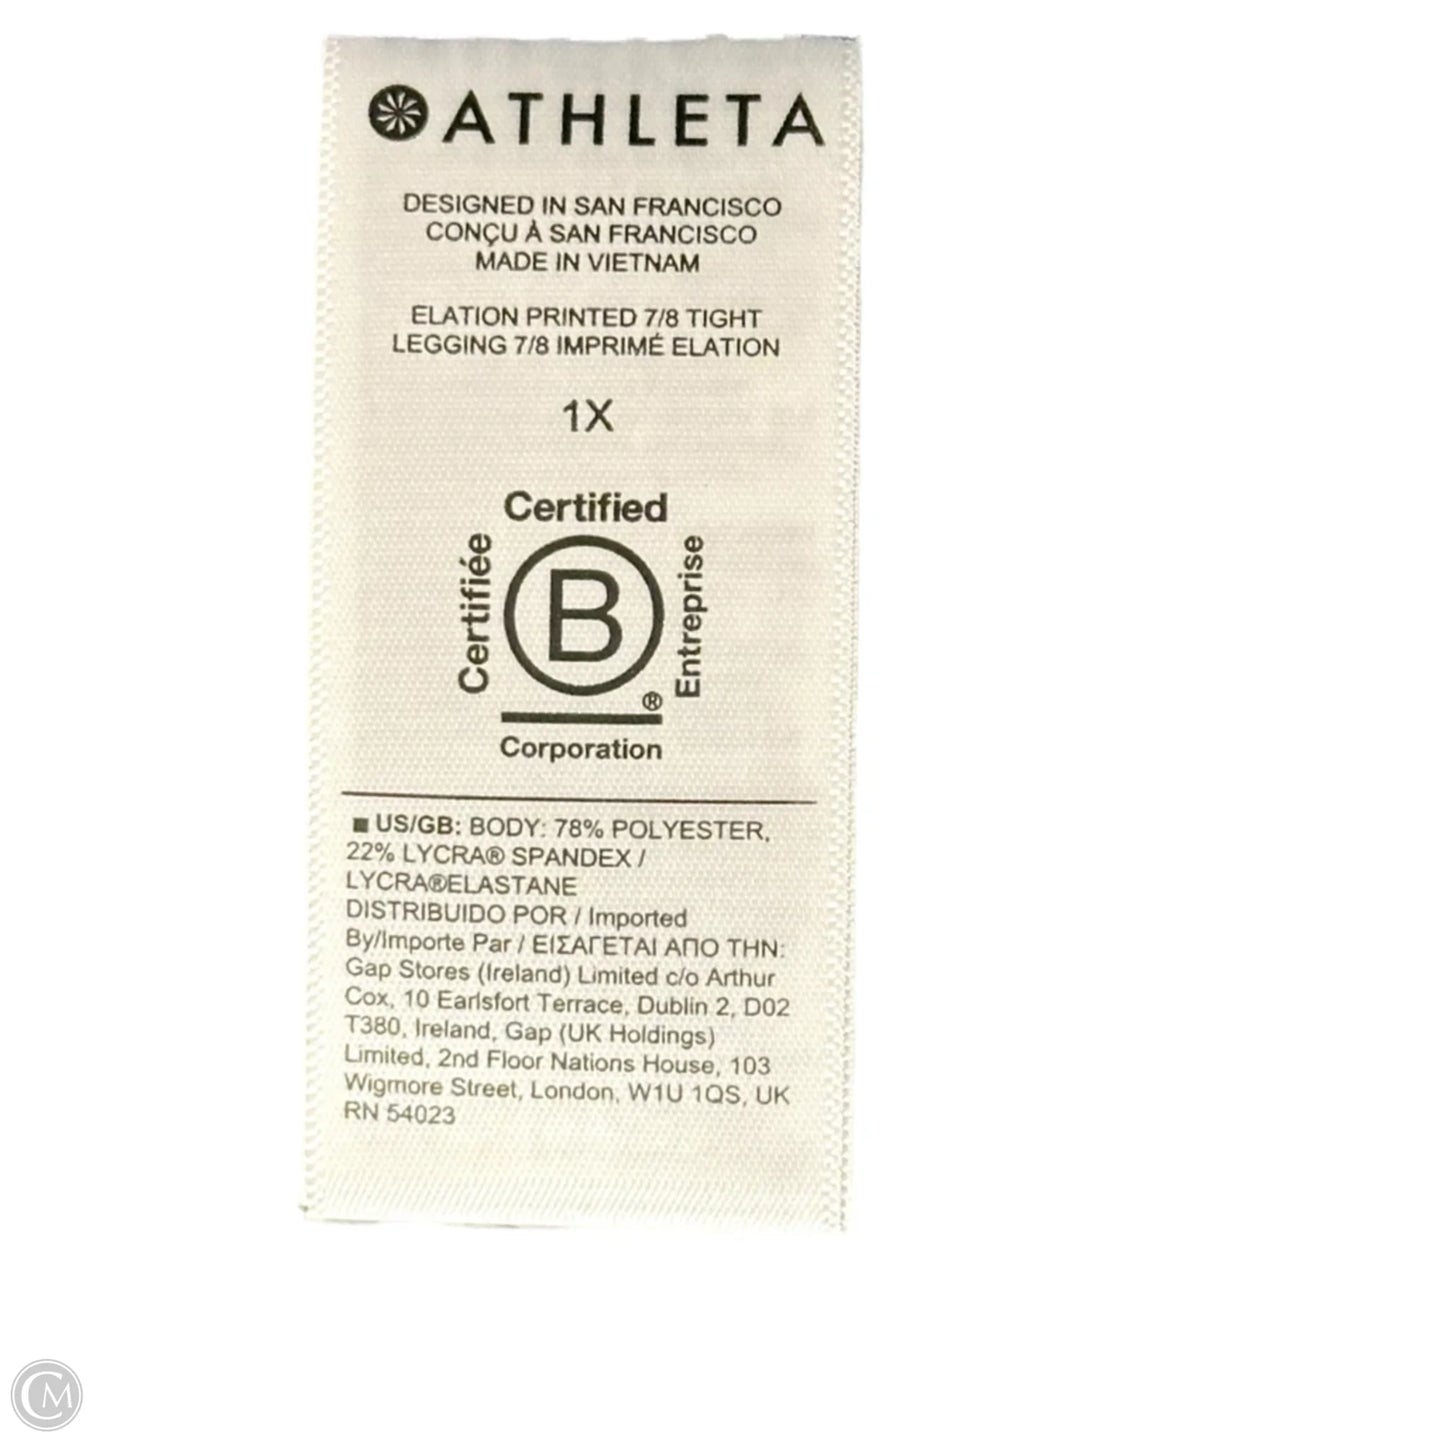 ATHLETA
DESIGNED IN SAN FRANCISCO
CONÇU À SAN FRANCISCO
MADE IN VIETNAM
ELATION PRINTED 7/8 TIGHT
LEGGING 7/8 IMPRIMÉ ELATION
1X
Certified
Certifiée
B
Entreprise
®
Corporation
US/GB: BODY: 78% POLYESTER,
22% LYCRA® SPANDEX /
LYCRA®ELASTANE
DISTRIBUIDO POR / Imported
By/Importe Par / ΕΙΣΑΓΕΤΑΙ ΑΠΟ ΤΗΝ:
Gap Stores (Ireland) Limited c/o Arthur
Cox, 10 Earlsfort Terrace, Dublin 2, D02
T380, Ireland, Gap (UK Holdings)
Limited, 2nd Floor Nations House, 103
Wigmore Street, London, W1U 1QS, UK
RN 54023
CM